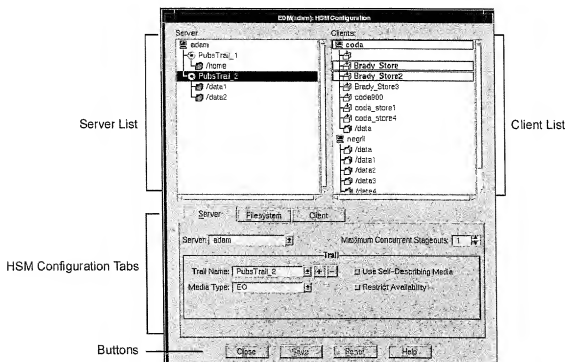 EDM(adam): HSM Configuration
Server
Clients:
adam
PubsTrail_1
/home
PubsTrail_2
/data1
/data2
coda
/
Brady_Store
Brady_Store2
Brady_Store3
coda900
coda_store1
coda_store4
/data
negril
/data
/data1
/data2
/data3
/data4
Server List
Client List
Server
Filesystem
Client
Server: adam
Maximum Concurrent Stageouts: 1
Trail
Trail Name: PubsTrail_2
+ -
Use Self-Describing Media
Media Type: EO
Restrict Availability
HSM Configuration Tabs
Buttons
Close
Save
Reset
Help